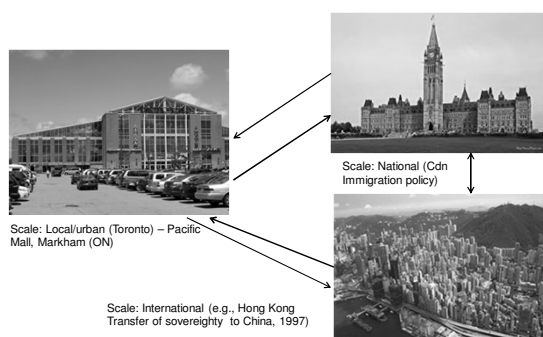 Scale: National (Cdn
Immigration policy)
Scale: Local/urban (Toronto) – Pacific
Mall, Markham (ON)
Scale: International (e.g., Hong Kong
Transfer of sovereighty to China, 1997)